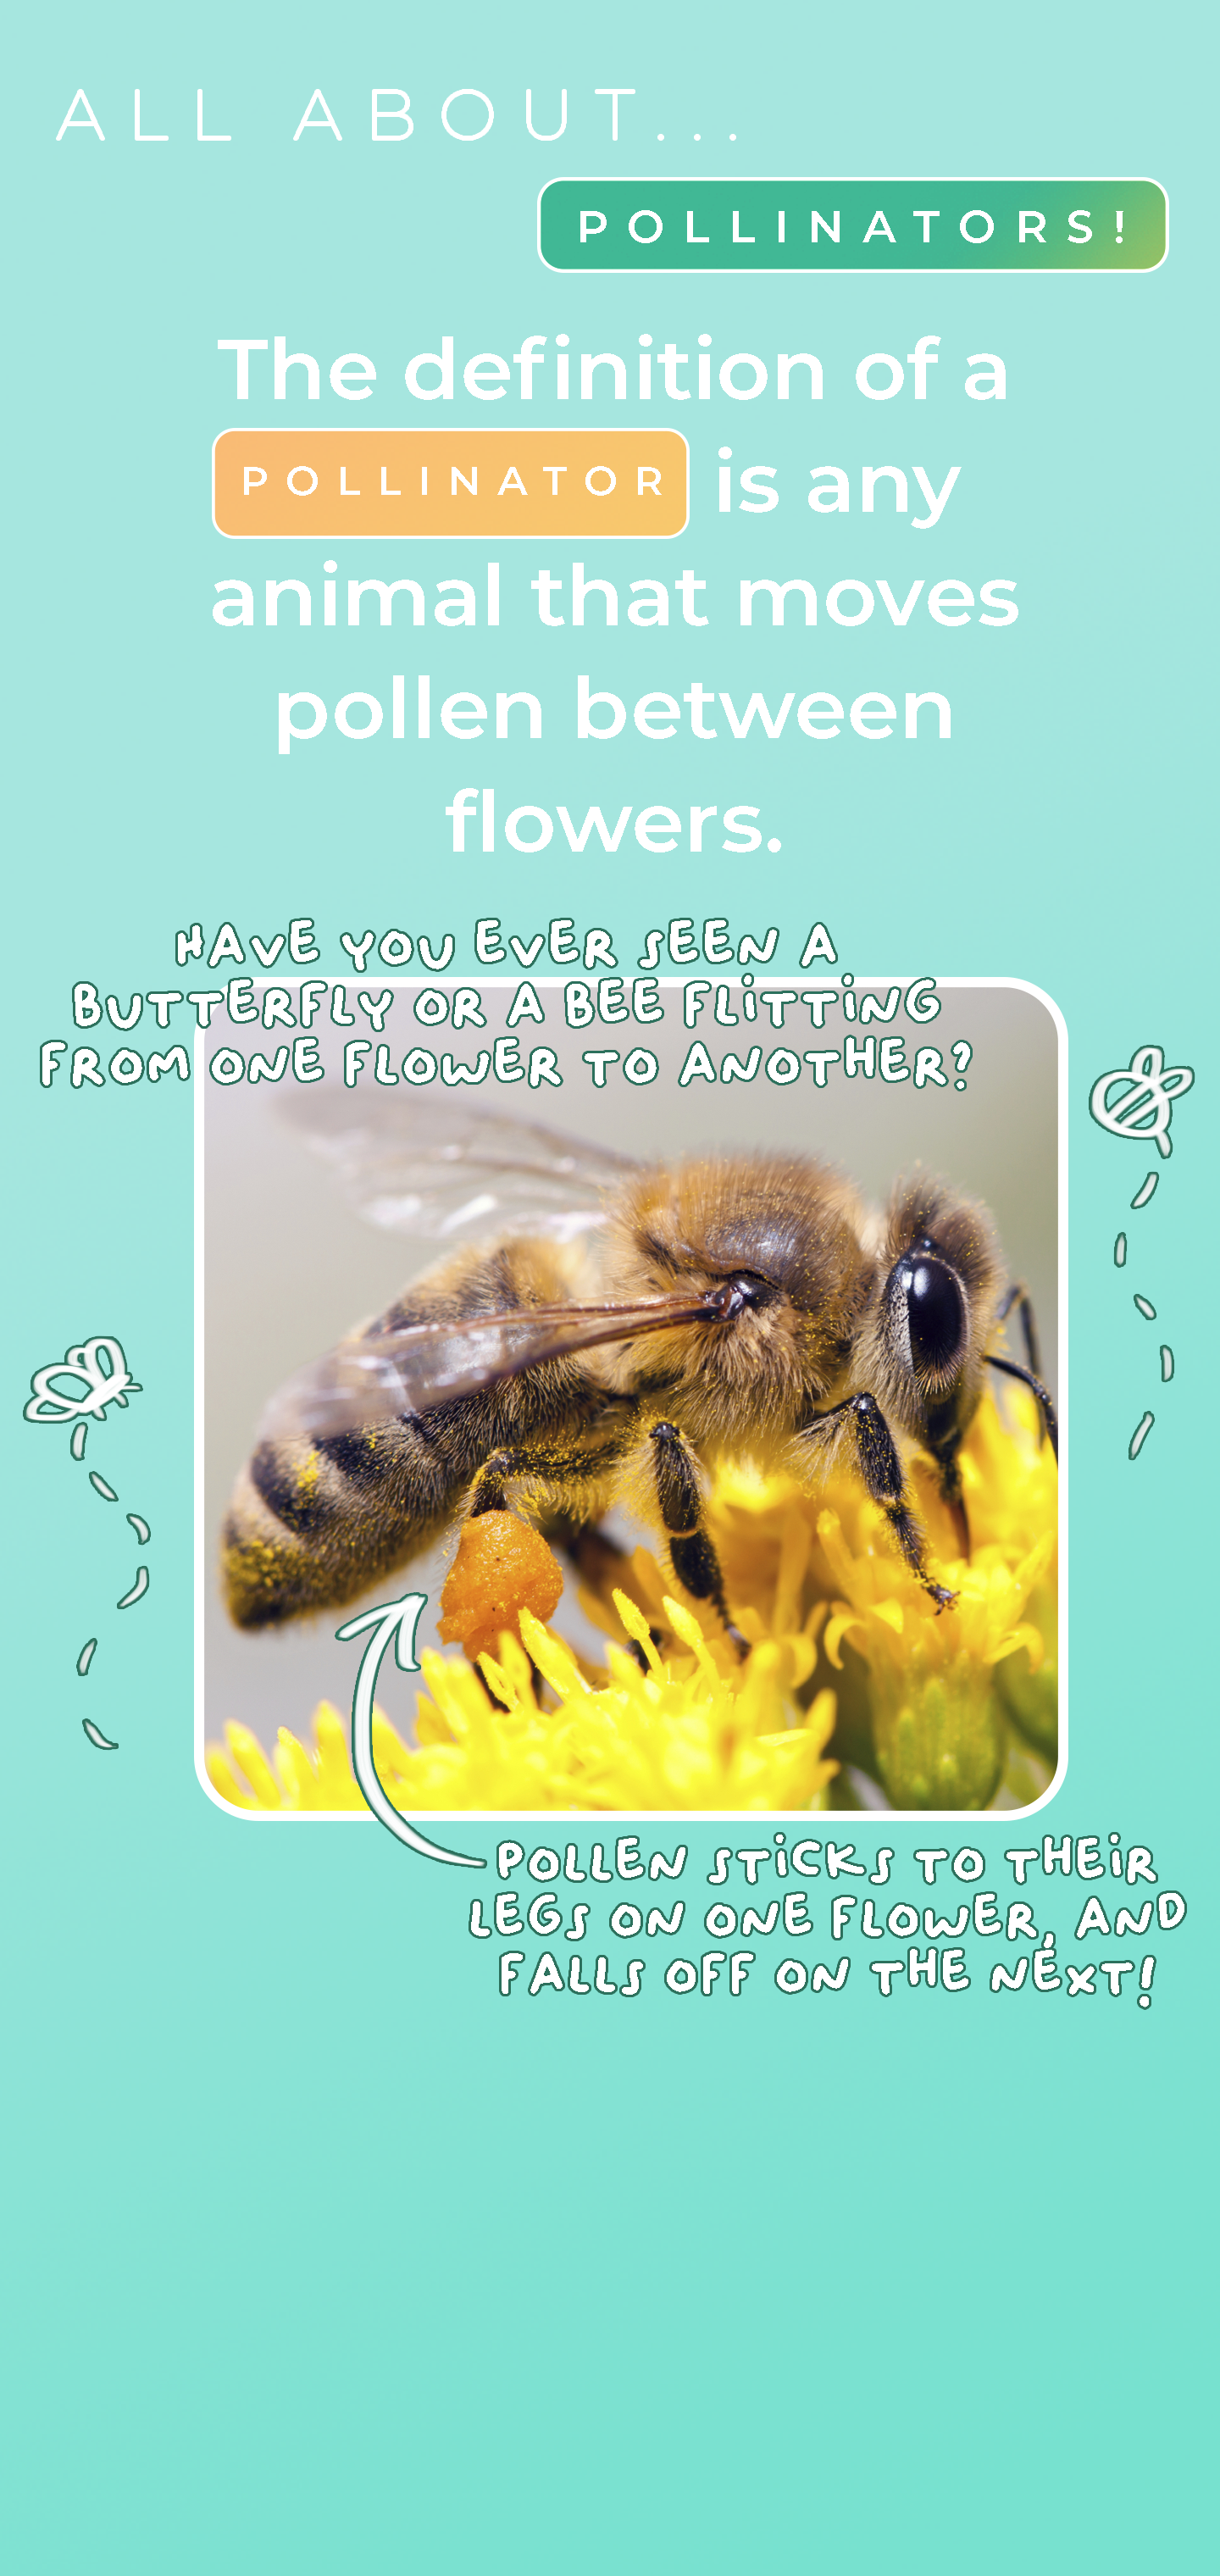 ALL ABOUT...
POLLINATORS!
The definition of a
POLLINATOR is any
animal that moves
pollen between
flowers.
HAVE YOU EVER SEEN A
BUTTERFLY OR A BEE FLiTTiNG
FROM ONE FLOWER TO ANOTHER?
POLLEN STiCKS TO THEiR
LEGS ON ONE FLOWER, AND
FALLS OFF ON THE NEXT!